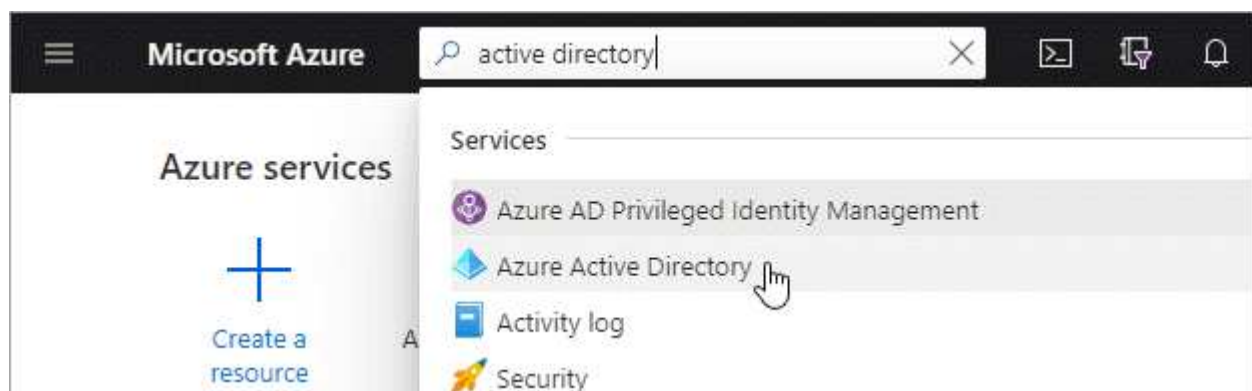 Microsoft Azure
active directory
Azure services
Services
Azure AD Privileged Identity Management
Azure Active Directory
Activity log
Security
Create a
resource
A